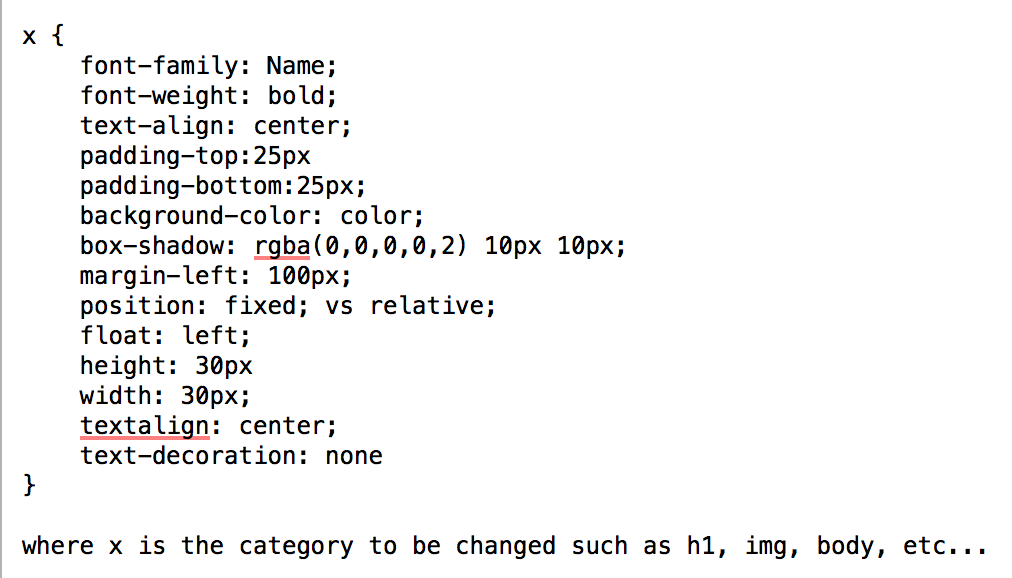 x {
    font-family: Name;
    font-weight: bold;
    text-align: center;
    padding-top:25px
    padding-bottom:25px;
    background-color: color;
    box-shadow: rgba(0,0,0,0,2) 10px 10px;
    margin-left: 100px;
    position: fixed; vs relative;
    float: left;
    height: 30px
    width: 30px;
    textalign: center;
    text-decoration: none
}
where x is the category to be changed such as h1, img, body, etc...